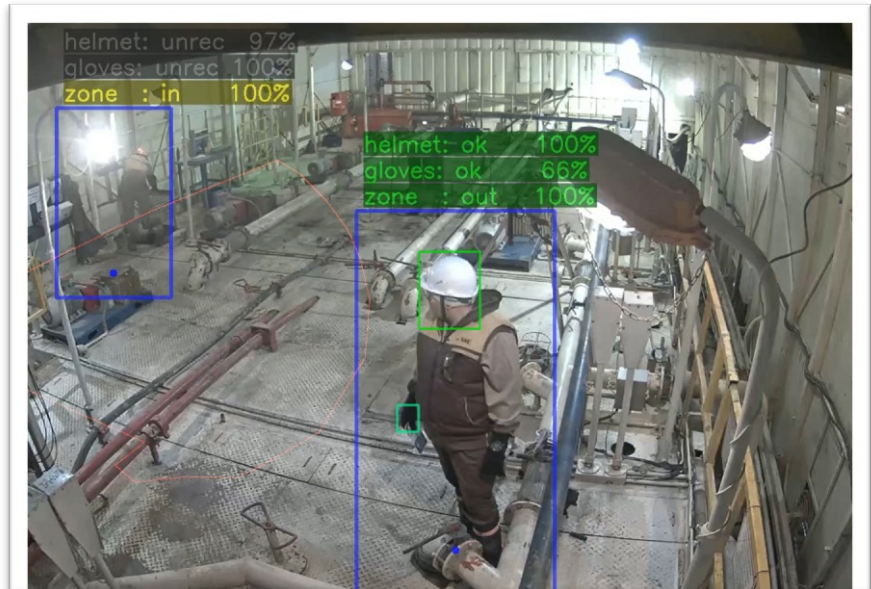 helmet: unrec 97%
gloves: unrec 100%
zone : in 100%
helmet: ok 100%
gloves: ok 66%
zone : out 100%